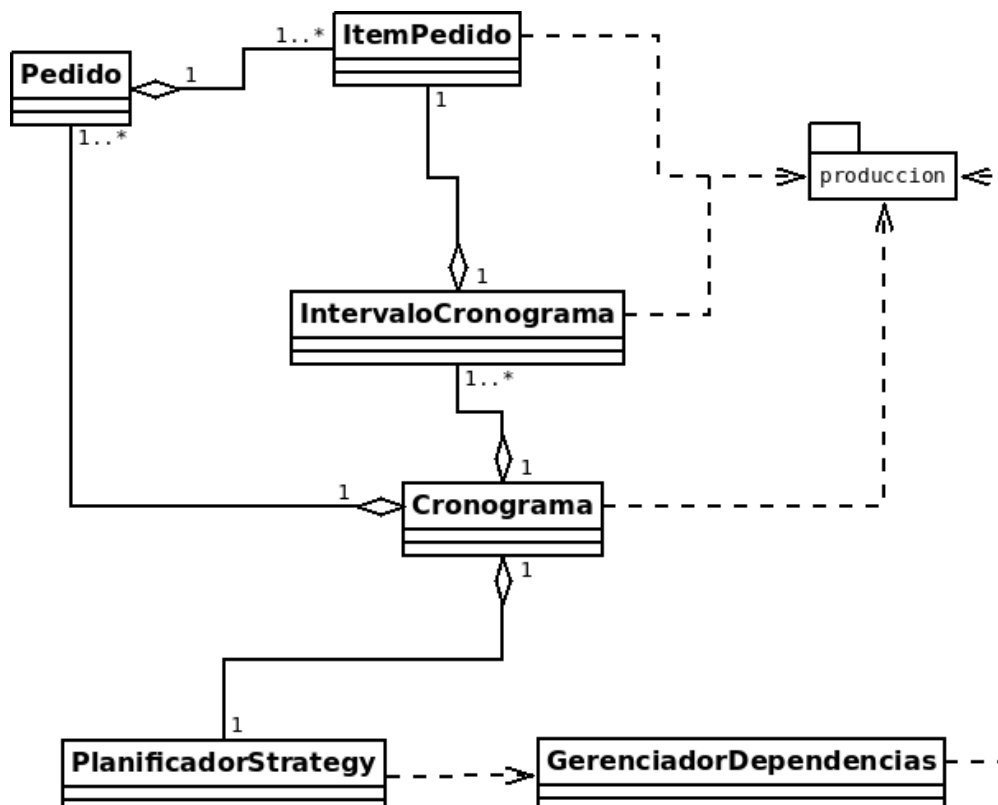 1..*
ItemPedido
Pedido
1
1..*
1
produccion
1
IntervaloCronograma
1..*
1
1
Cronograma
1
1
PlanificadorStrategy
GerenciadorDependencias